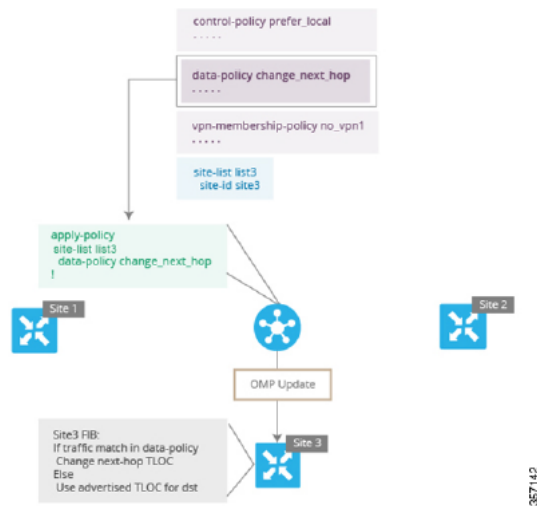 control-policy prefer_local
. . . . .
data-policy change_next_hop
. . . . .
vpn-membership-policy no_vpn1
. . . . .
site-list list3
site-id site3
apply-policy
site-list list3
data-policy change_next_hop
!
Site 1
Site 2
OMP Update
Site 3
Site3 FIB:
If traffic match in data-policy
Change next-hop TLOC
Else
Use advertised TLOC for dst
357142